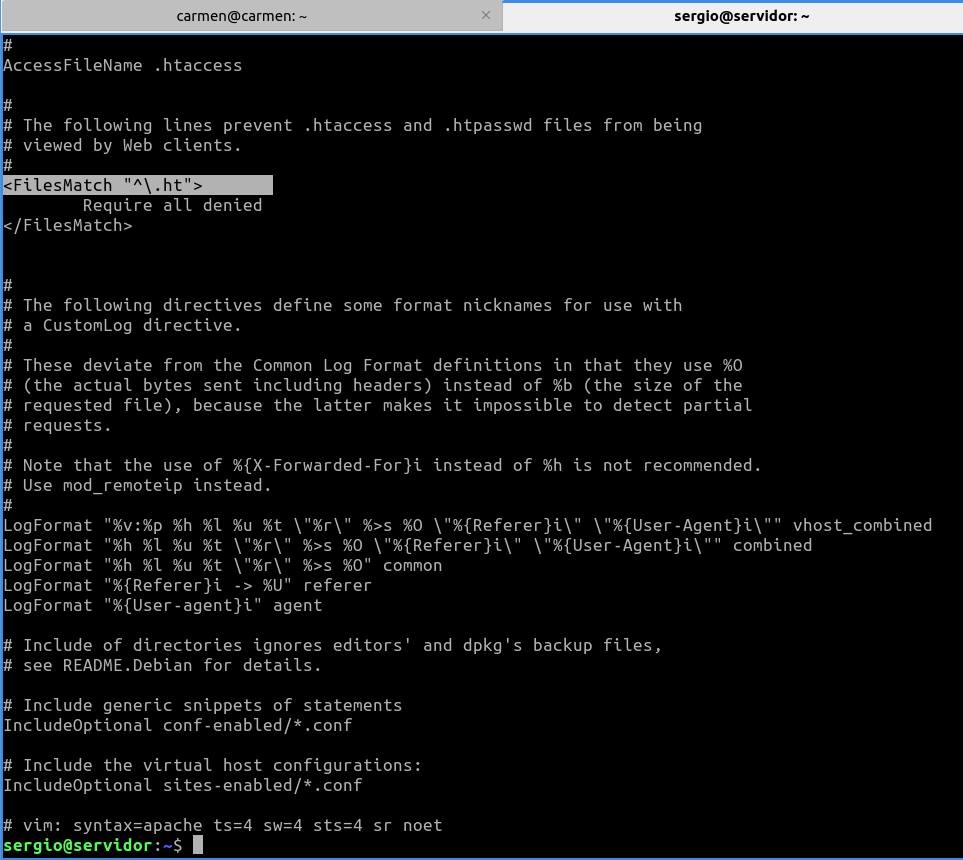 carmen@carmen: ~ ×
sergio@servidor: ~
#
AccessFileName .htaccess
#
# The following lines prevent .htaccess and .htpasswd files from being
# viewed by Web clients.
#
<FilesMatch "^\.ht">
        Require all denied
</FilesMatch>
#
# The following directives define some format nicknames for use with
# a CustomLog directive.
#
# These deviate from the Common Log Format definitions in that they use %O
# (the actual bytes sent including headers) instead of %b (the size of the
# requested file), because the latter makes it impossible to detect partial
# requests.
#
# Note that the use of %{X-Forwarded-For}i instead of %h is not recommended.
# Use mod_remoteip instead.
#
LogFormat "%v:%p %h %l %u %t \"%r\" %>s %O \"%{Referer}i\" \"%{User-Agent}i\"" vhost_combined
LogFormat "%h %l %u %t \"%r\" %>s %O \"%{Referer}i\" \"%{User-Agent}i\"" combined
LogFormat "%h %l %u %t \"%r\" %>s %O" common
LogFormat "%{Referer}i -> %U" referer
LogFormat "%{User-agent}i" agent
# Include of directories ignores editors' and dpkg's backup files,
# see README.Debian for details.
# Include generic snippets of statements
IncludeOptional conf-enabled/*.conf
# Include the virtual host configurations:
IncludeOptional sites-enabled/*.conf
# vim: syntax=apache ts=4 sw=4 sts=4 sr noet
sergio@servidor:~$